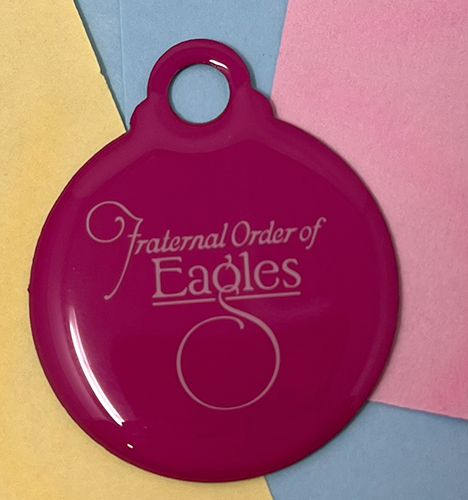 Fraternal Order of
Eagles